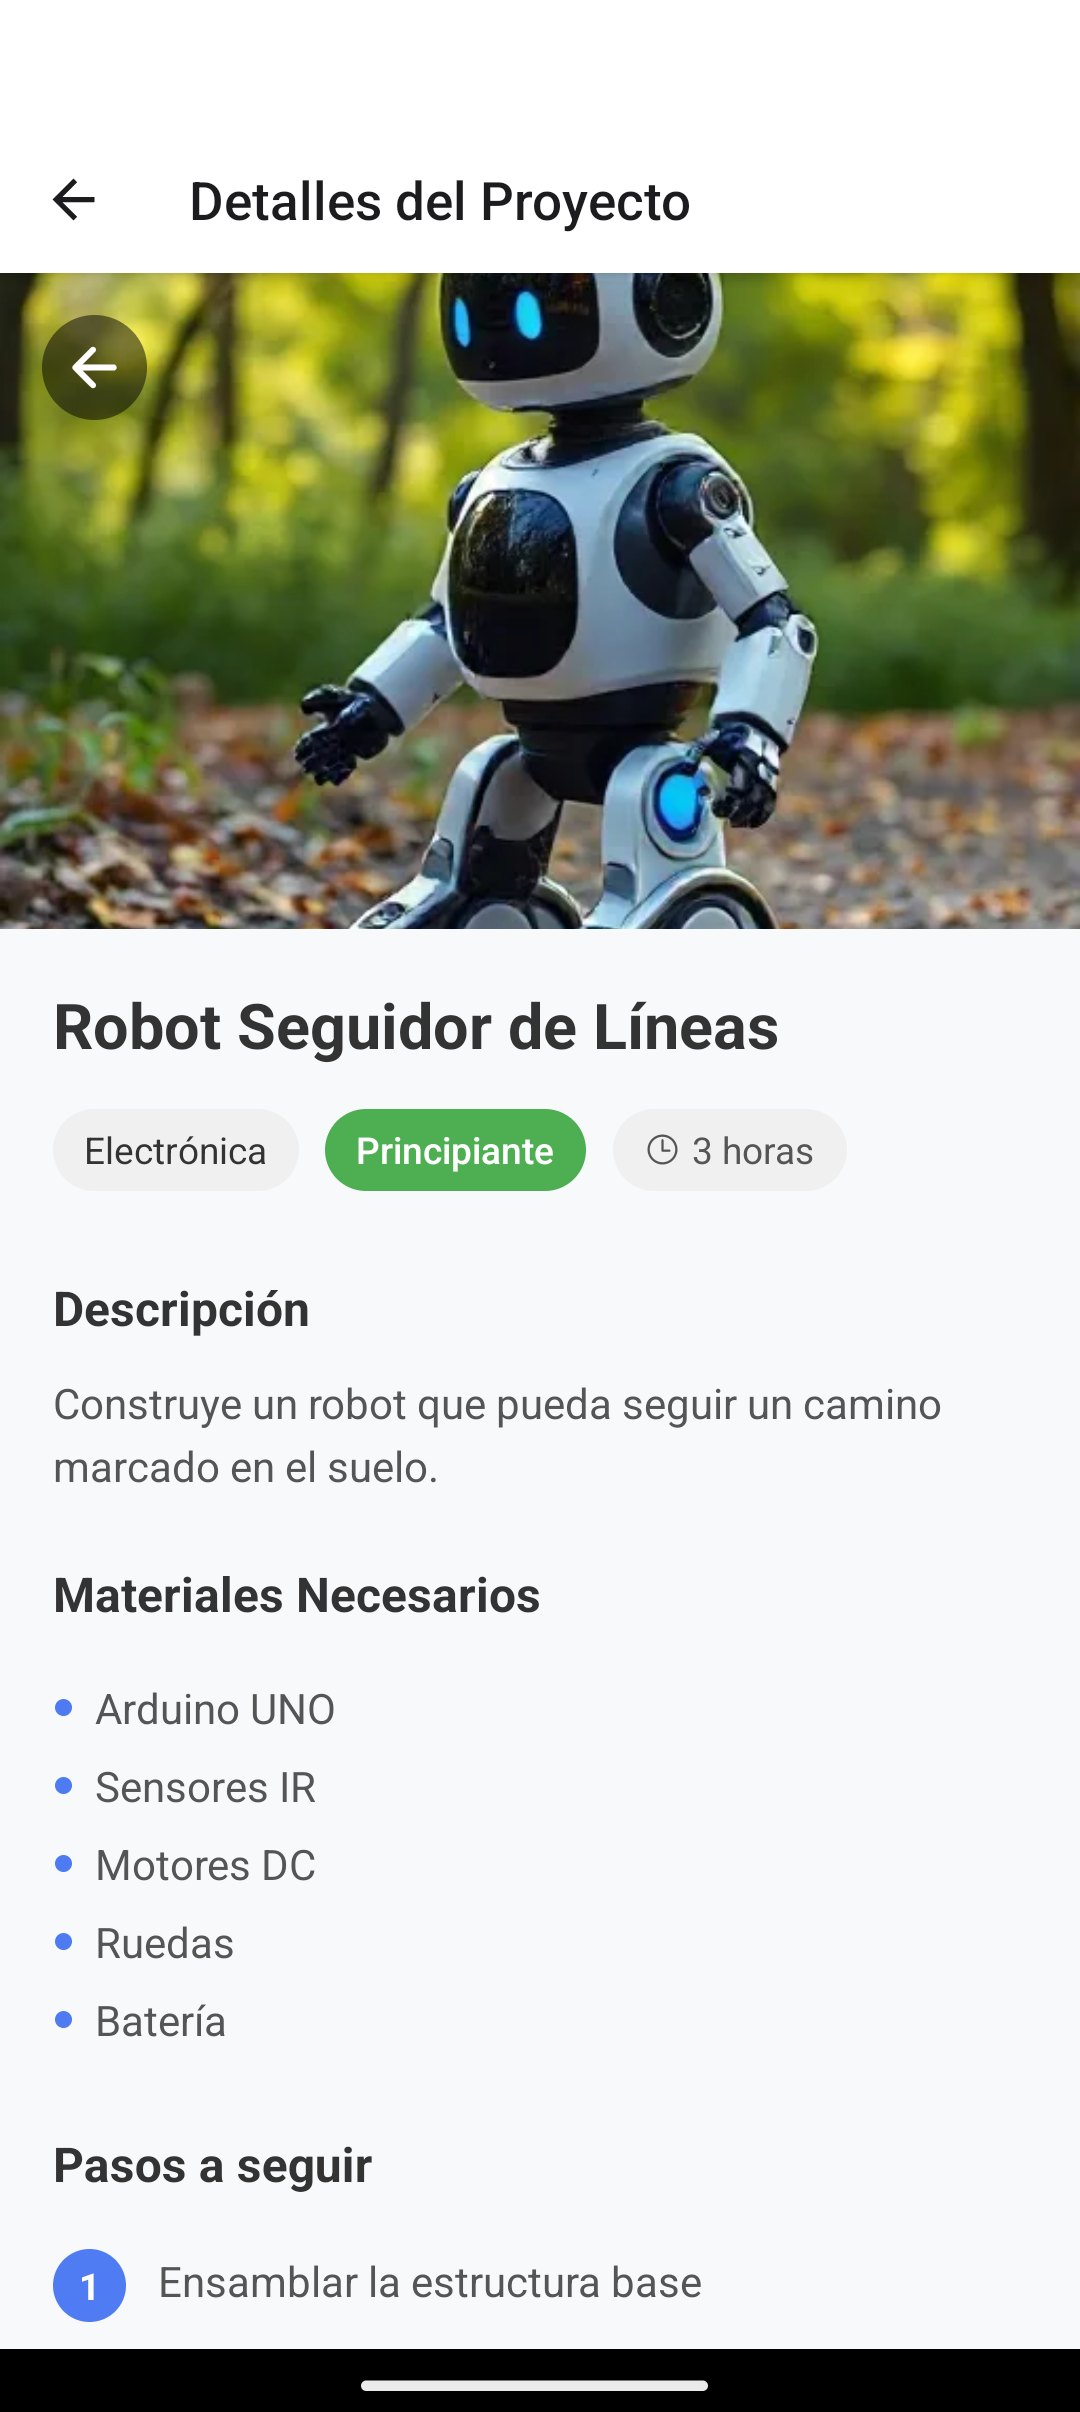 Detalles del Proyecto
Robot Seguidor de Líneas
Electrónica
Principiante
3 horas
Descripción
Construye un robot que pueda seguir un camino
marcado en el suelo.
Materiales Necesarios
Arduino UNO
Sensores IR
Motores DC
Ruedas
Batería
Pasos a seguir
1 Ensamblar la estructura base